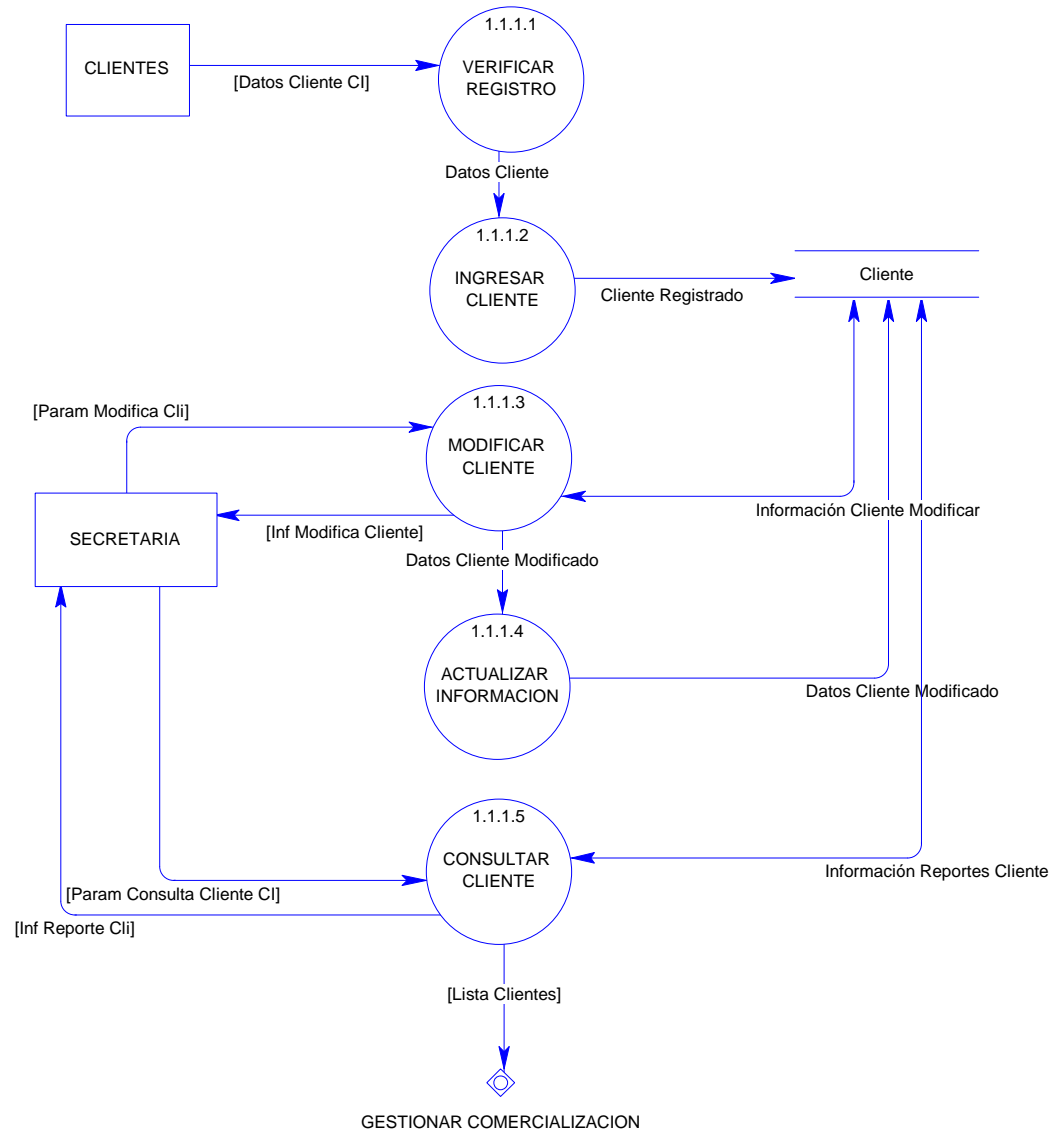 1.1.1.1
CLIENTES
VERIFICAR
REGISTRO
[Datos Cliente CI]
Datos Cliente
1.1.1.2
INGRESAR
CLIENTE
Cliente
Cliente Registrado
1.1.1.3
[Param Modifica Cli]
MODIFICAR
CLIENTE
Información Cliente Modificar
[Inf Modifica Cliente]
SECRETARIA
Datos Cliente Modificado
1.1.1.4
ACTUALIZAR
INFORMACION
Datos Cliente Modificado
1.1.1.5
CONSULTAR
CLIENTE
Información Reportes Cliente
[Param Consulta Cliente CI]
[Inf Reporte Cli]
[Lista Clientes]
GESTIONAR COMERCIALIZACION